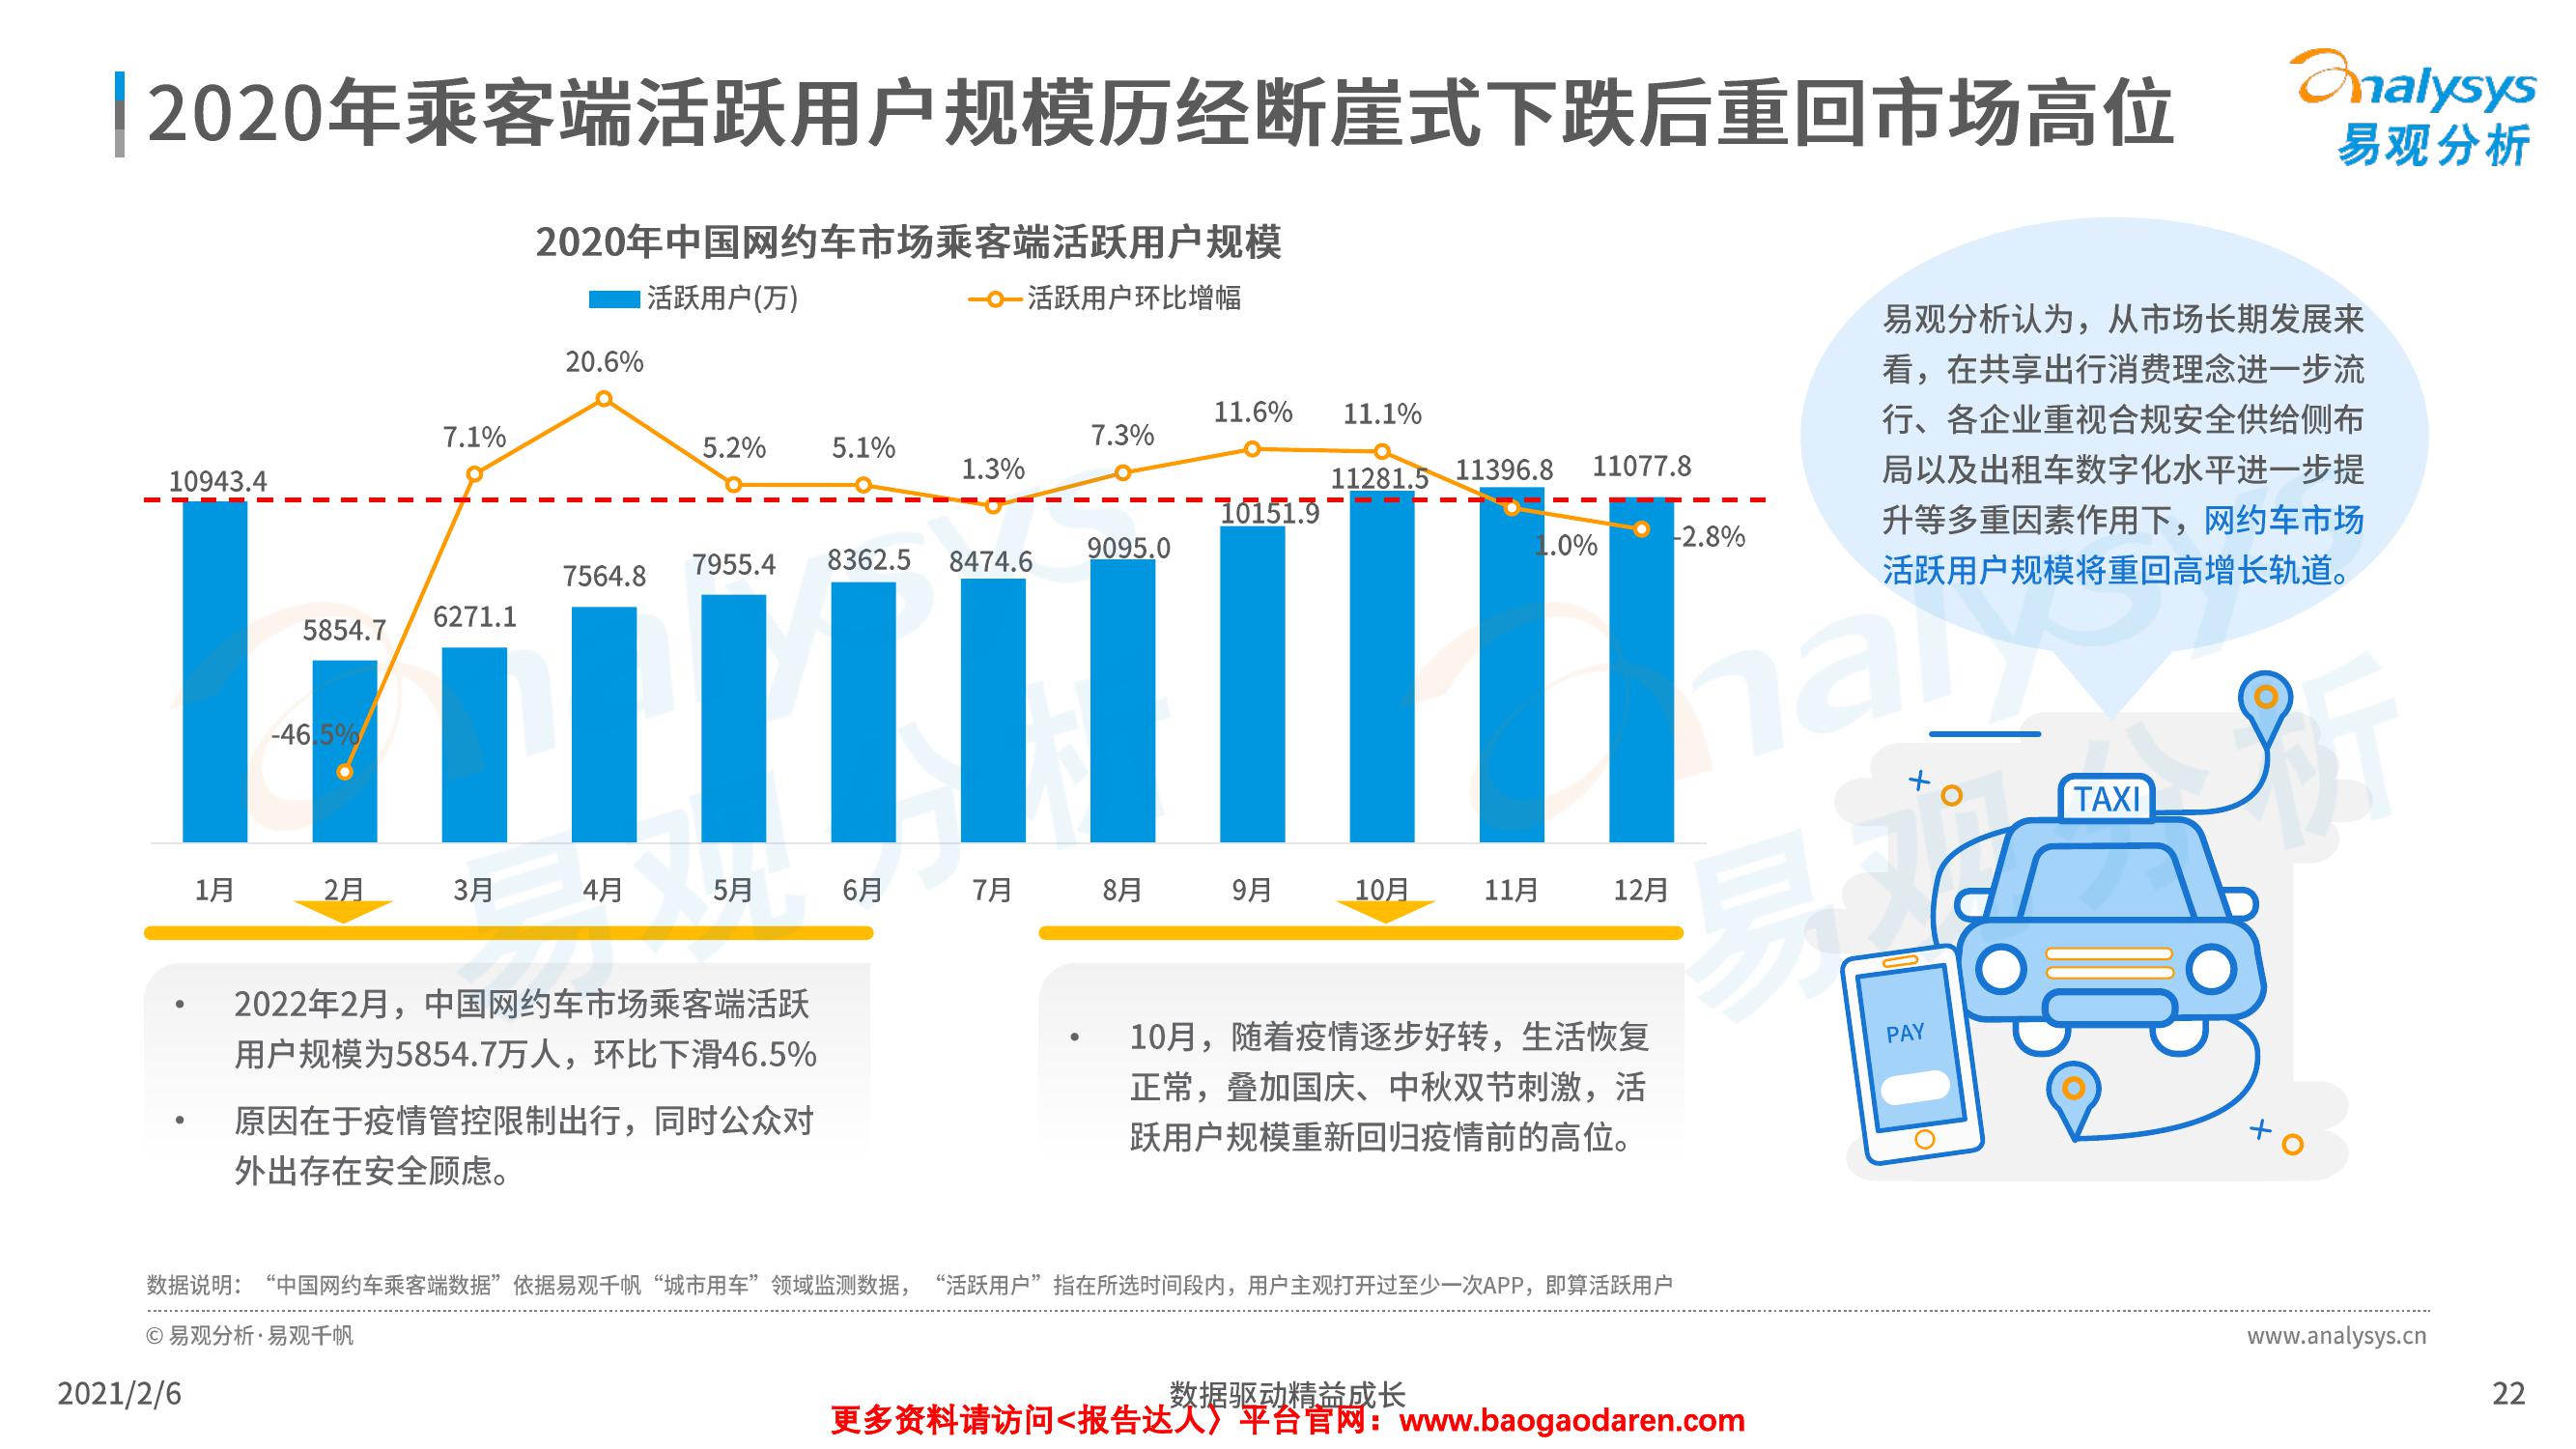 2020年乘客端活跃用户规模历经断崖式下跌后重回市场高位
analysys
易观分析
2020年中国网约车市场乘客端活跃用户规模
活跃用户(万)
活跃用户环比增幅
20.6%
11.6%
11.1%
7.1%
7.3%
5.2%
5.1%
1.3%
10943.4
11281.5
11396.8
11077.8
10151.9
1.0%
-2.8%
9095.0
8474.6
8362.5
7955.4
7564.8
6271.1
5854.7
-46.5%
1月 2月 3月 4月 5月 6月 7月 8月 9月 10月 11月 12月
易观分析认为，从市场长期发展来
看，在共享出行消费理念进一步流
行、各企业重视合规安全供给侧布
局以及出租车数字化水平进一步提
升等多重因素作用下，网约车市场
活跃用户规模将重回高增长轨道。
TAXI
PAY
• 2022年2月，中国网约车市场乘客端活跃
用户规模为5854.7万人，环比下滑46.5%
• 原因在于疫情管控限制出行，同时公众对
外出存在安全顾虑。
• 10月，随着疫情逐步好转，生活恢复
正常，叠加国庆、中秋双节刺激，活
跃用户规模重新回归疫情前的高位。
analysys
易观分析
analysys
易观分析
数据说明：“中国网约车乘客端数据”依据易观千帆“城市用车”领域监测数据，“活跃用户”指在所选时间段内，用户主观打开过至少一次APP，即算活跃用户
© 易观分析·易观千帆
www.analysys.cn
2021/2/6
数据驱动精益成长
22
更多资料请访问<报告达人〉平台官网：www.baogaodaren.com